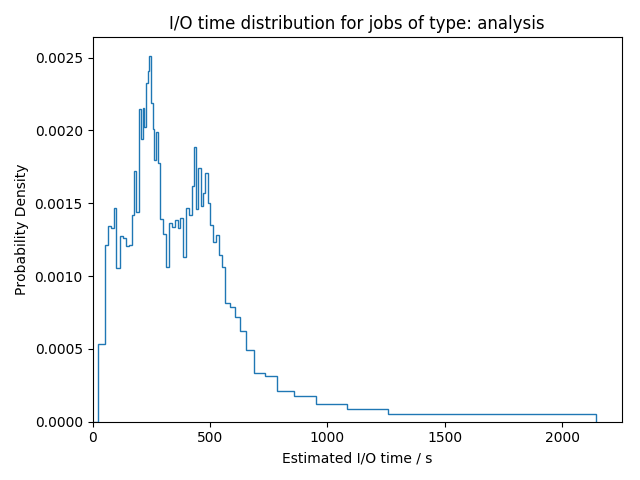 I/O time distribution for jobs of type: analysis
0.0025
0.0020
0.0015
0.0010
0.0005
0.0000
Probability Density
0 500 1000 1500 2000
Estimated I/O time / s